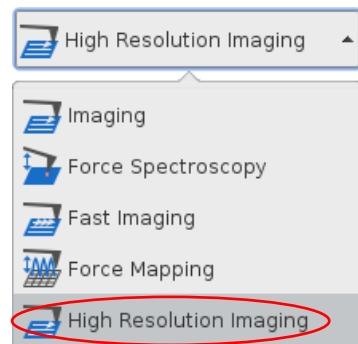 High Resolution Imaging
Imaging
Force Spectroscopy
Fast Imaging
Force Mapping
High Resolution Imaging